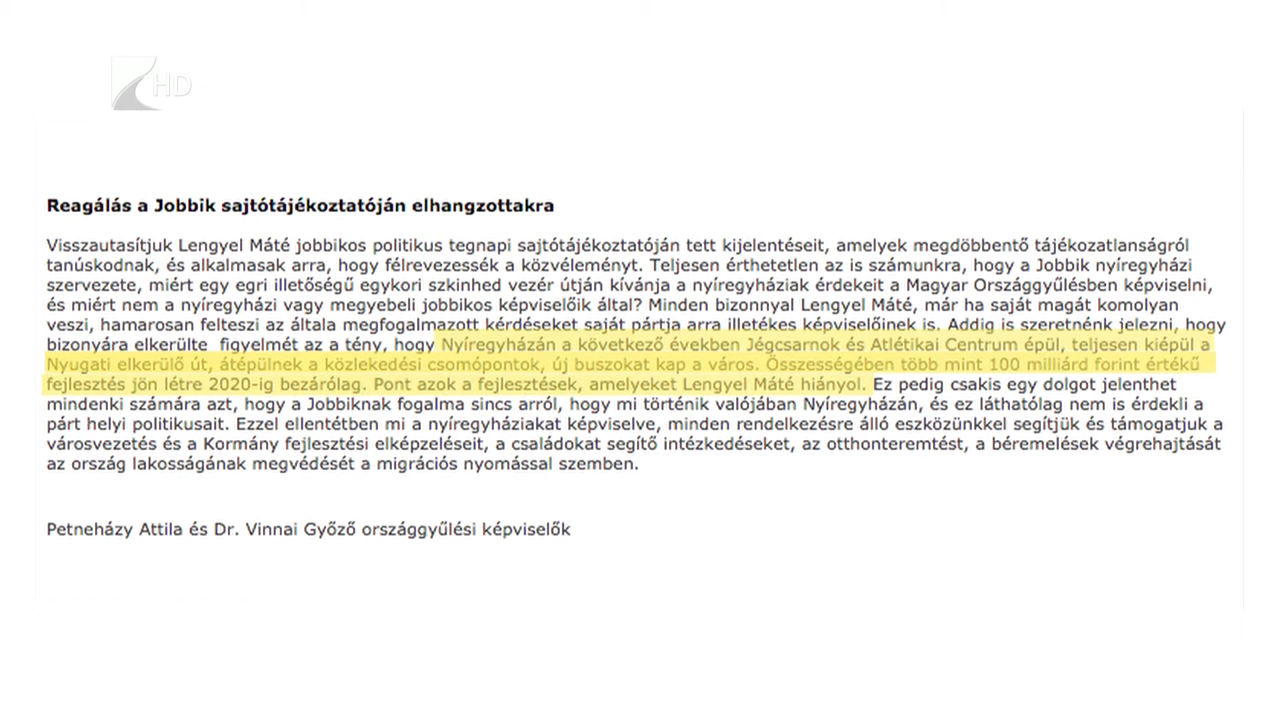 HD
Reagálás a Jobbik sajtótájékoztatóján elhangzottakra
Visszautasítjuk Lengyel Máté jobbikos politikus tegnapi sajtótájékoztatóján tett kijelentéseit, amelyek megdöbbentő tájékozatlanságról
tanúskodnak, és alkalmasak arra, hogy félrevezessék a közvéleményt. Teljesen érthetetlen az is számunkra, hogy a Jobbik nyíregyházi
szervezete, miért egy egri illetőségű egykori szkinhed vezér útján kívánja a nyíregyháziak érdekeit a Magyar Országgyűlésben képviselni,
és miért nem a nyíregyházi vagy megyebeli jobbikos képviselőik által? Minden bizonnyal Lengyel Máté, már ha saját magát komolyan
veszi, hamarosan felteszi az általa megfogalmazott kérdéseket saját pártja arra illetékes képviselőinek is. Addig is szeretnénk jelezni, hogy
bizonyára elkerülte  figyelmét az a tény, hogy Nyíregyházán a következő években Jégcsarnok és Atlétikai Centrum épül, teljesen kiépül a
Nyugati elkerülő út, átépülnek a közlekedési csomópontok, új buszokat kap a város. Összességében több mint 100 milliárd forint értékű
fejlesztés jön létre 2020-ig bezárólag. Pont azok a fejlesztések, amelyeket Lengyel Máté hiányol. Ez pedig csakis egy dolgot jelenthet
mindenki számára azt, hogy a Jobbiknak fogalma sincs arról, hogy mi történik valójában Nyíregyházán, és ez láthatólag nem is érdekli a
párt helyi politikusait. Ezzel ellentétben mi a nyíregyháziakat képviselve, minden rendelkezésre álló eszközünkkel segítjük és támogatjuk a
városvezetés és a Kormány fejlesztési elképzeléseit, a családokat segítő intézkedéseket, az otthonteremtést, a béremelések végrehajtását
az ország lakosságának megvédését a migrációs nyomással szemben.
Petneházy Attila és Dr. Vinnai Győző országgyűlési képviselők